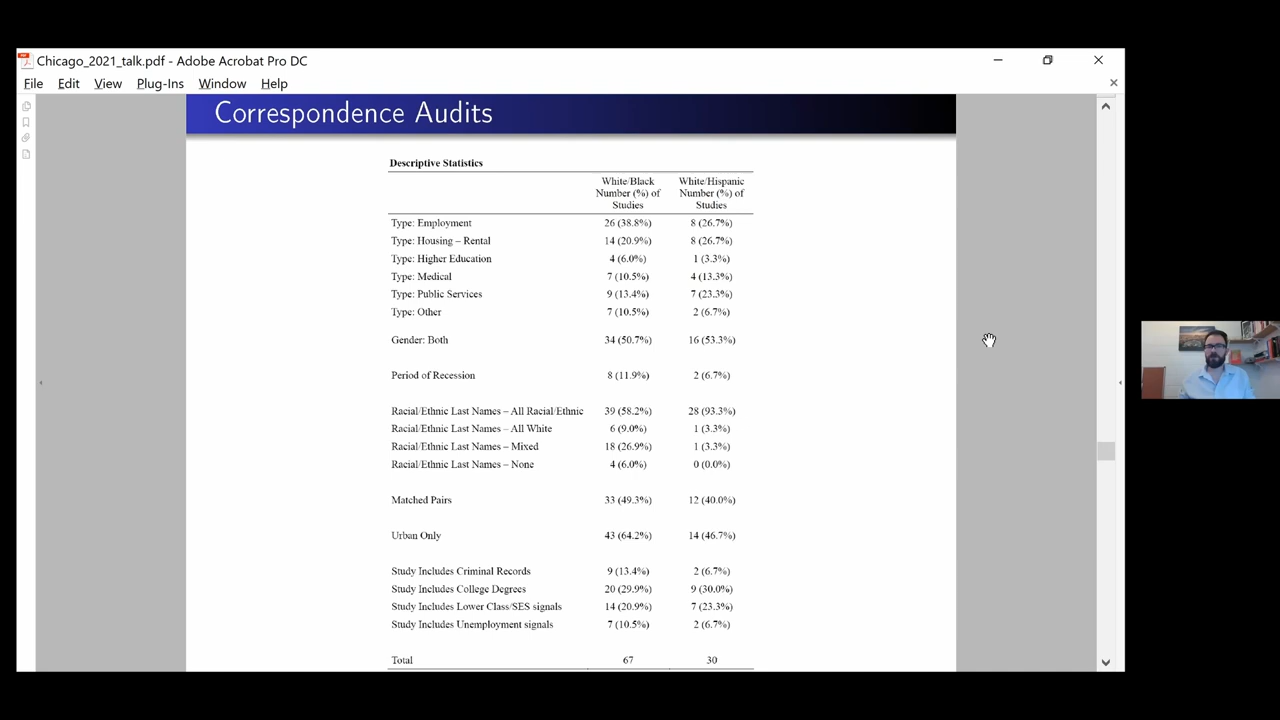 Chicago_2021_talk.pdf - Adobe Acrobat Pro DC
File Edit View Plug-Ins Window Help
Correspondence Audits
Descriptive Statistics
White/Black White/Hispanic
Number (%) of Number (%) of
Studies Studies
Type: Employment 26 (38.8%) 8 (26.7%)
Type: Housing – Rental 14 (20.9%) 8 (26.7%)
Type: Higher Education 4 (6.0%) 1 (3.3%)
Type: Medical 7 (10.5%) 4 (13.3%)
Type: Public Services 9 (13.4%) 7 (23.3%)
Type: Other 7 (10.5%) 2 (6.7%)
Gender: Both 34 (50.7%) 16 (53.3%)
Period of Recession 8 (11.9%) 2 (6.7%)
Racial/Ethnic Last Names – All Racial/Ethnic 39 (58.2%) 28 (93.3%)
Racial/Ethnic Last Names – All White 6 (9.0%) 1 (3.3%)
Racial/Ethnic Last Names – Mixed 18 (26.9%) 1 (3.3%)
Racial/Ethnic Last Names – None 4 (6.0%) 0 (0.0%)
Matched Pairs 33 (49.3%) 12 (40.0%)
Urban Only 43 (64.2%) 14 (46.7%)
Study Includes Criminal Records 9 (13.4%) 2 (6.7%)
Study Includes College Degrees 20 (29.9%) 9 (30.0%)
Study Includes Lower Class/SES signals 14 (20.9%) 7 (23.3%)
Study Includes Unemployment signals 7 (10.5%) 2 (6.7%)
Total 67 30